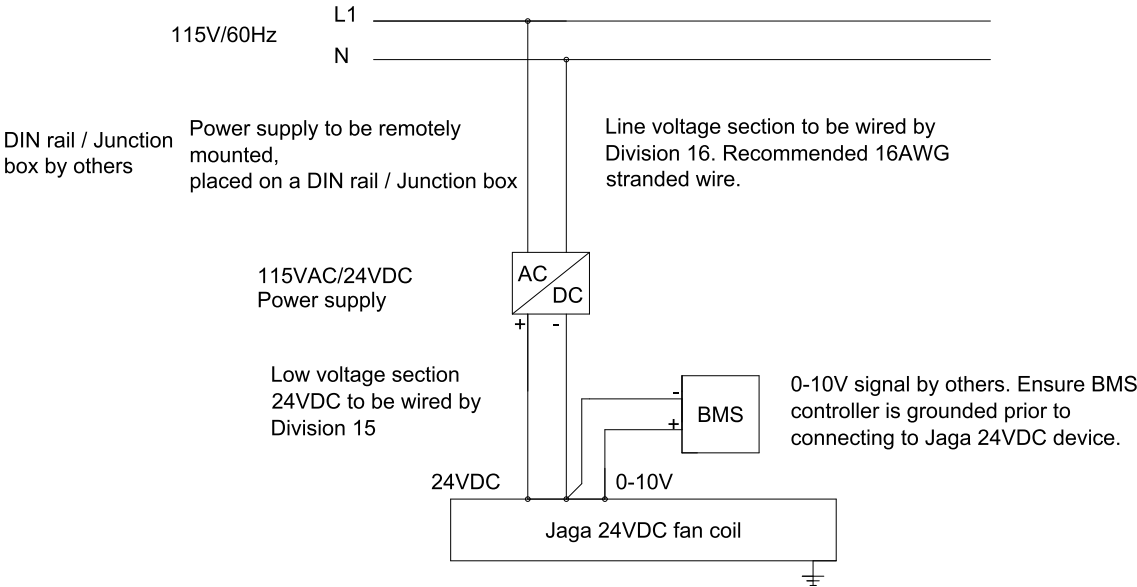 L1
115V/60Hz
N
DIN rail / Junction
box by others
Power supply to be remotely
mounted,
placed on a DIN rail / Junction box
Line voltage section to be wired by
Division 16. Recommended 16AWG
stranded wire.
115VAC/24VDC
Power supply
AC
DC
+ -
Low voltage section
24VDC to be wired by
Division 15
-
+
BMS
0-10V signal by others. Ensure BMS
controller is grounded prior to
connecting to Jaga 24VDC device.
24VDC
0-10V
Jaga 24VDC fan coil